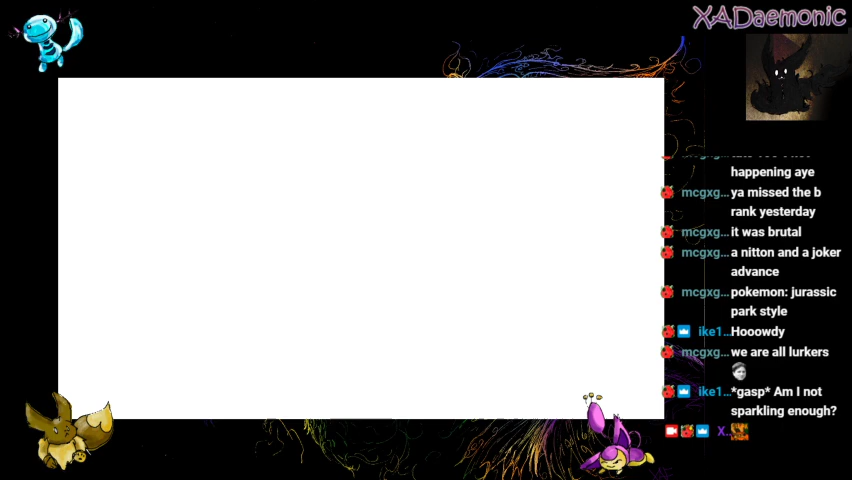 XADaemonic
happening aye
mcgxg... ya missed the b
rank yesterday
mcgxg... it was brutal
mcgxg... a nitton and a joker
advance
mcgxg... pokemon: jurassic
park style
ike1... Hooowdy
mcgxg... we are all lurkers
ike1... *gasp* Am I not
sparkling enough?
X...